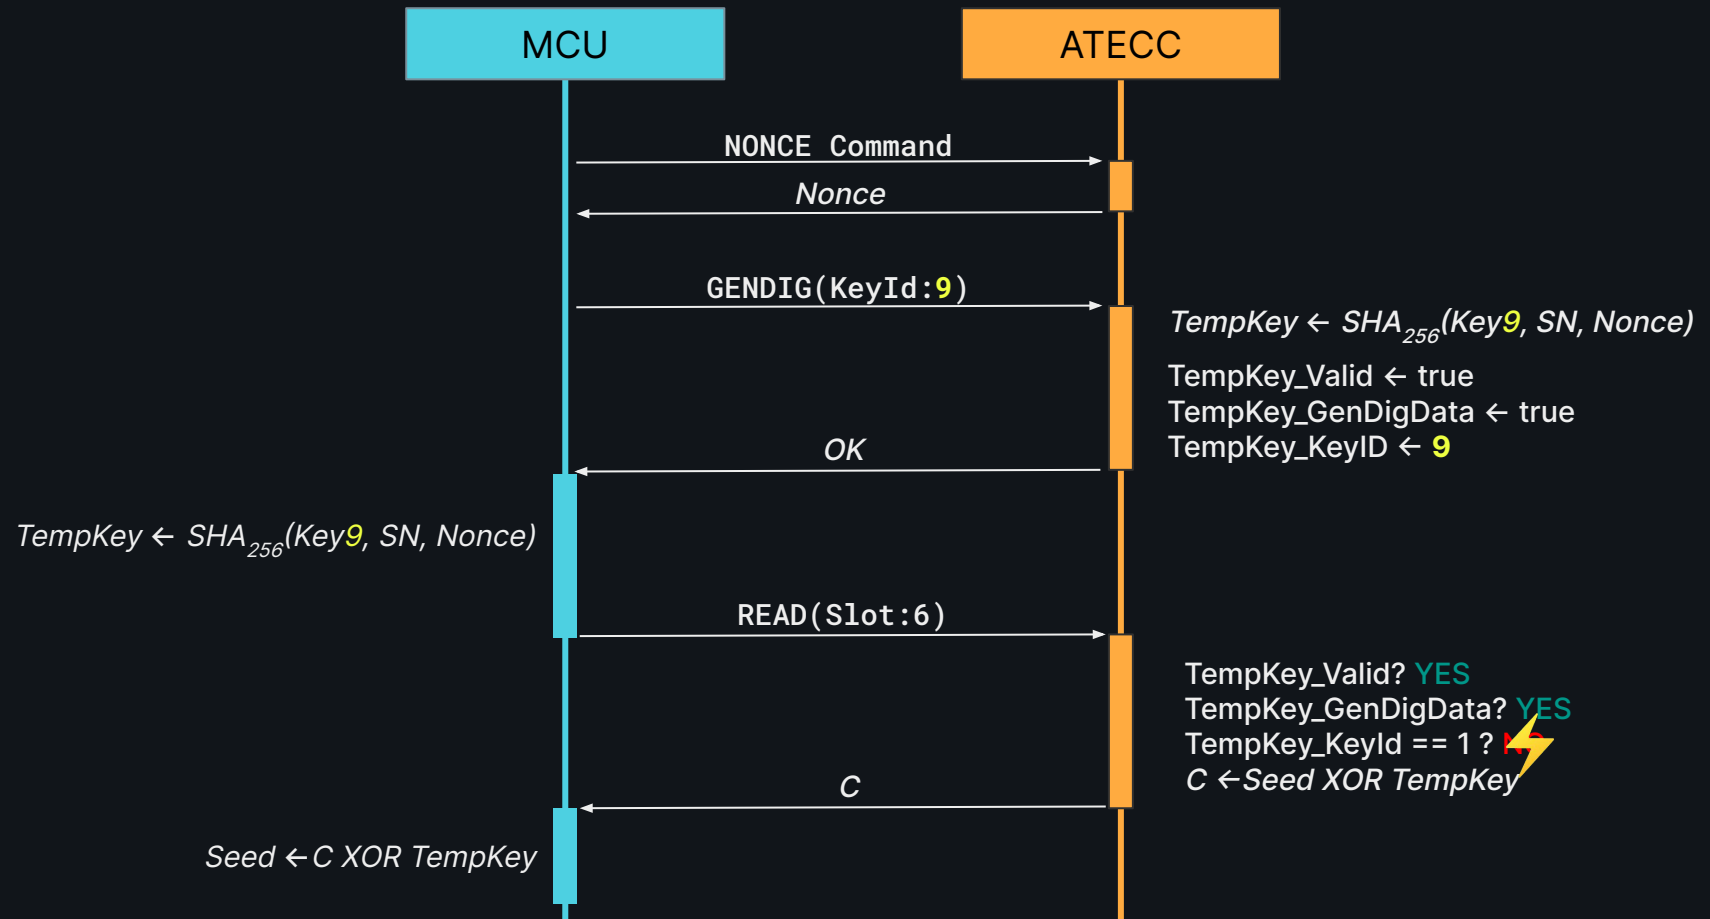 MCU
ATECC
NONCE Command
Nonce
GENDIG(KeyId:9)
TempKey ← SHA256(Key9, SN, Nonce)
TempKey_Valid ← true
TempKey_GenDigData ← true
TempKey_KeyID ← 9
OK
TempKey ← SHA256(Key9, SN, Nonce)
READ(Slot:6)
TempKey_Valid? YES
TempKey_GenDigData? YES
TempKey_KeyId == 1 ? NO
C ←Seed XOR TempKey
C
Seed ←C XOR TempKey